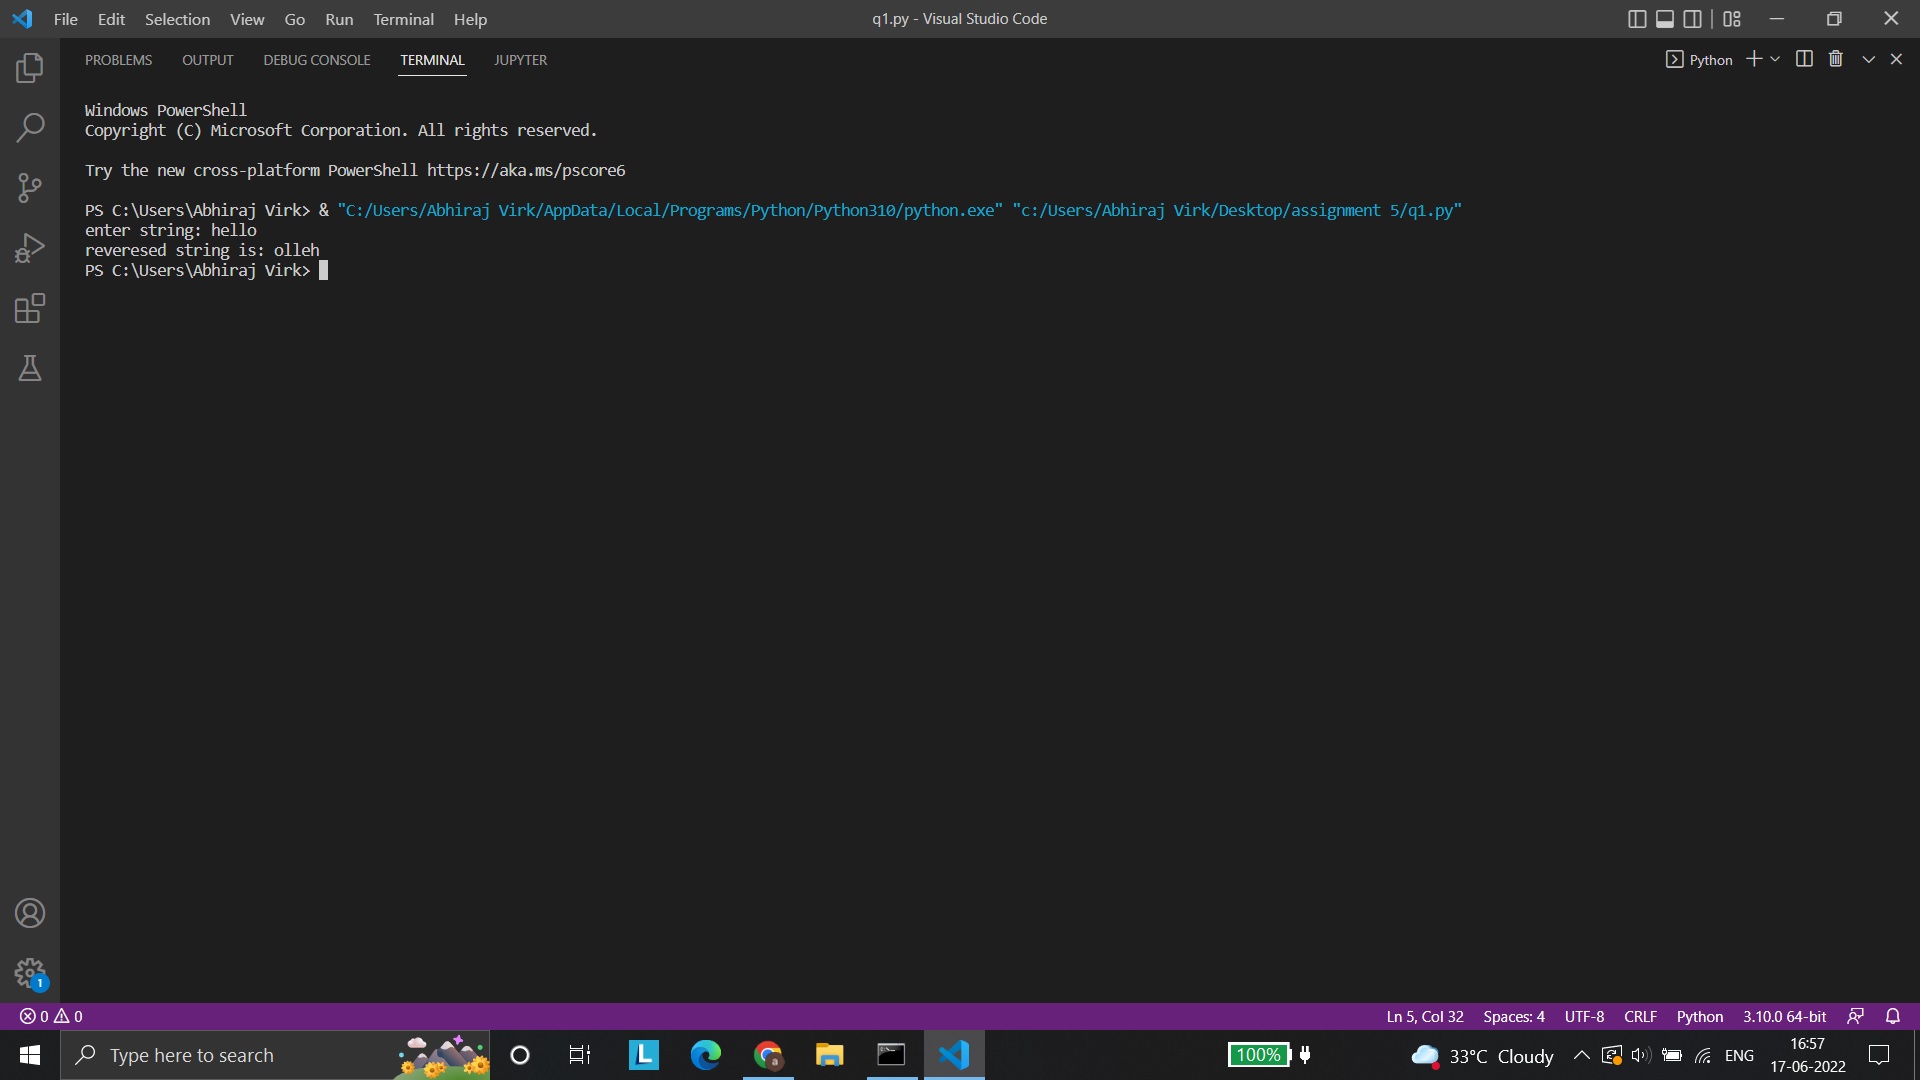 File Edit Selection View Go Run Terminal Help
q1.py - Visual Studio Code
PROBLEMS OUTPUT DEBUG CONSOLE TERMINAL JUPYTER
Python
Windows PowerShell
Copyright (C) Microsoft Corporation. All rights reserved.
Try the new cross-platform PowerShell https://aka.ms/pscore6
PS C:\Users\Abhiraj Virk> & "C:/Users/Abhiraj Virk/AppData/Local/Programs/Python/Python310/python.exe" "c:/Users/Abhiraj Virk/Desktop/assignment 5/q1.py"
enter string: hello
reveresed string is: olleh
PS C:\Users\Abhiraj Virk>
1
0 0
Ln 5, Col 32 Spaces: 4 UTF-8 CRLF Python 3.10.0 64-bit
Type here to search
L
a
100%
33°C Cloudy
ENG
16:57
17-06-2022